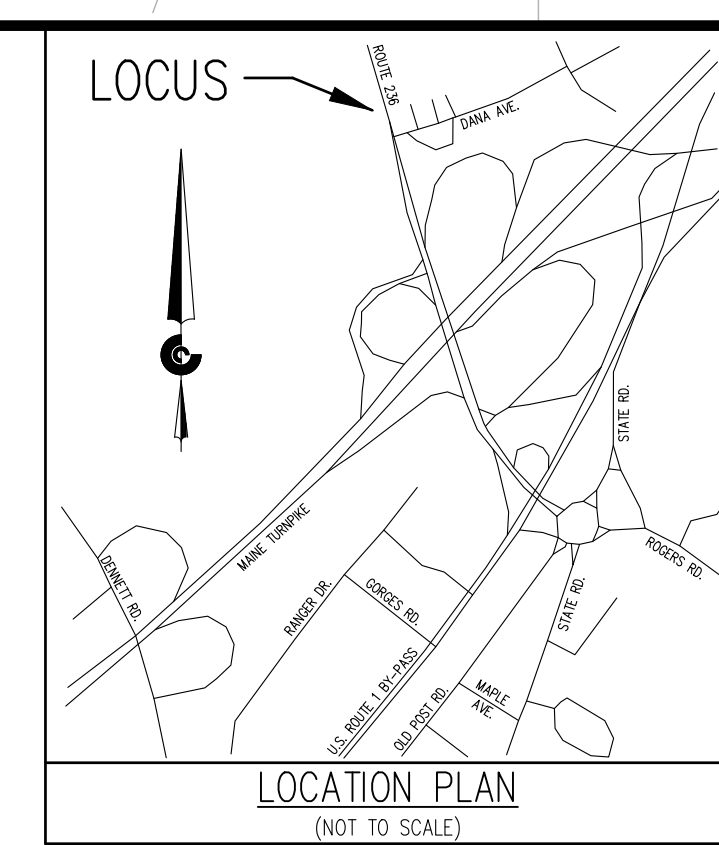 LOCUS
ROUTE 236
DANA AVE.
STATE RD.
MAINE TURNPIKE
DENNETT RD.
RANGER DR.
GORGES RD.
ROGERS RD.
STATE RD.
U.S. ROUTE 1 BY-PASS
OLD POST RD.
MAPLE
AVE.
LOCATION PLAN
(NOT TO SCALE)